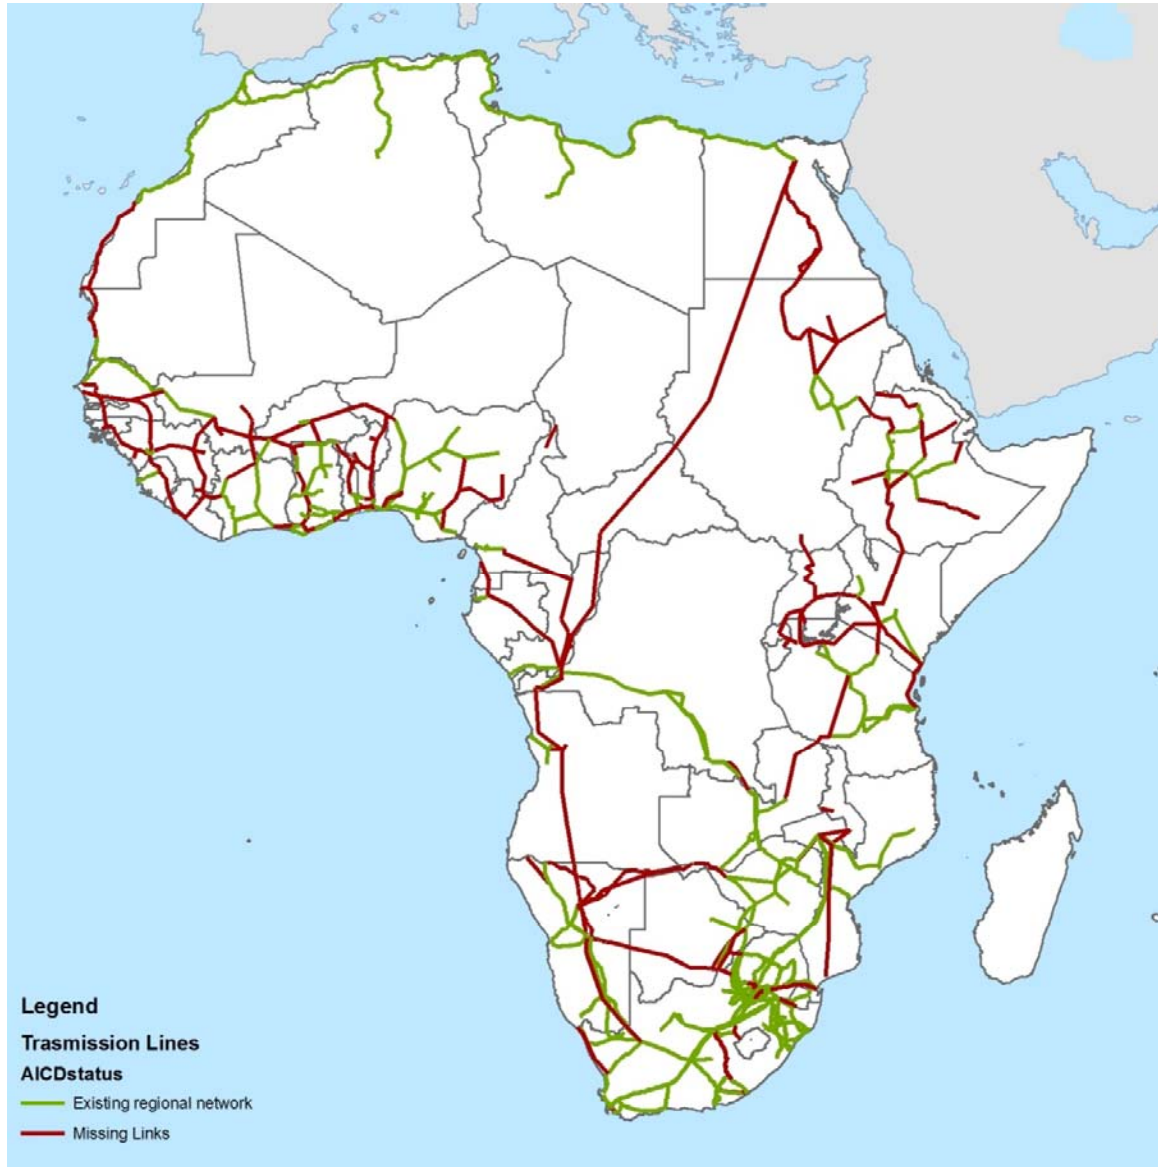 Legend
Trasmission Lines
AICDstatus
Existing regional network
Missing Links